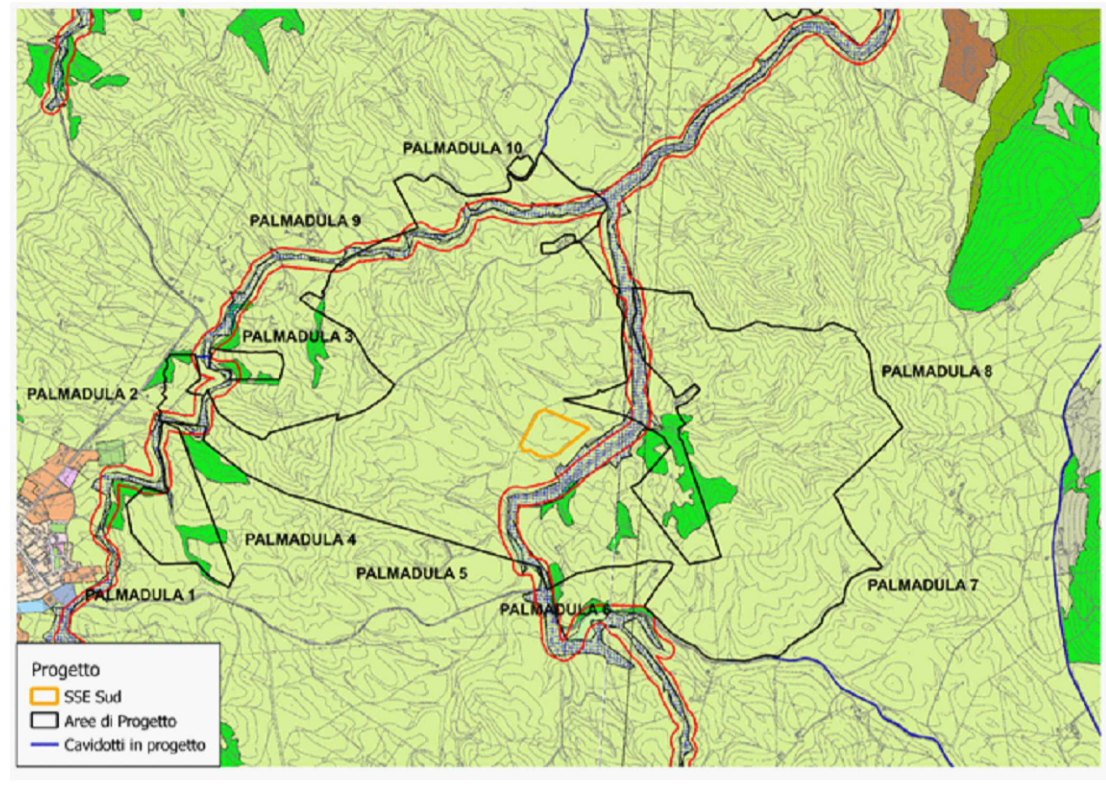 PALMADULA 10
PALMADULA 9
PALMADULA 3
PALMADULA 8
PALMADULA 2
PALMADULA 4
PALMADULA 5
PALMADULA 7
PALMADULA 1
PALMADULA 6
Progetto
SSE Sud
Aree di Progetto
Cavidotti in progetto